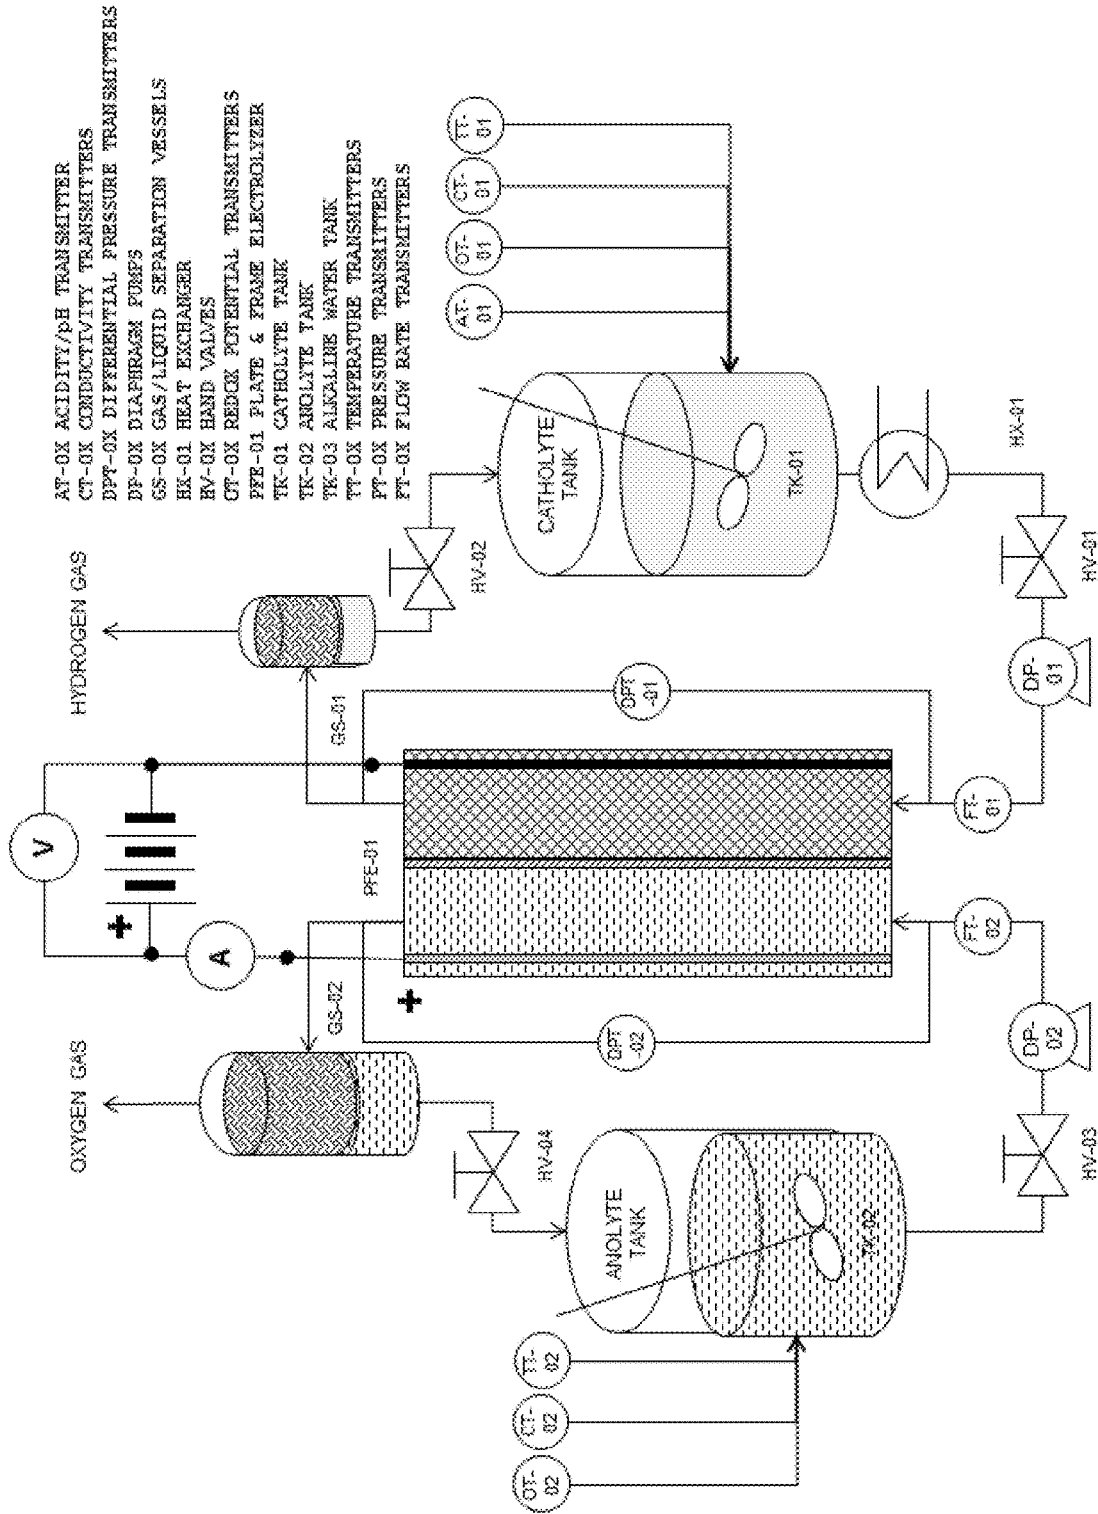 AT-0X ACIDITY/pH TRANSMITTER
CT-0X CONDUCTIVITY TRANSMITTERS
DPT-0X DIFFERENTIAL PRESSURE TRANSMITTERS
DP-0X DIAPHRAGM PUMPS
GS-0X GAS/LIQUID SEPARATION VESSELS
HX-01 HEAT EXCHANGER
HV-0X HAND VALVES
OT-0X REDOX POTENTIAL TRANSMITTERS
PFE-01 PLATE & FRAME ELECTROLYZER
TK-01 CATHOLYTE TANK
TK-02 ANOLYTE TANK
TK-03 ALKALINE WATER TANK
TT-0X TEMPERATURE TRANSMITTERS
PT-0X PRESSURE TRANSMITTERS
FT-0X FLOW RATE TRANSMITTERS
OXYGEN GAS
HYDROGEN GAS
V
+
A
GS-02
PFE-01
GS-01
+
HV-04
HV-02
ANOLYTE
TANK
CATHOLYTE
TANK
OT-
02
CT-
02
TT-
02
DPT
-02
DPT
-01
AT-
01
OT-
01
CT-
01
TT-
01
TK-02
TK-01
FT-
02
FT-
01
DP-
02
DP-
01
HV-03
HV-01
HX-01